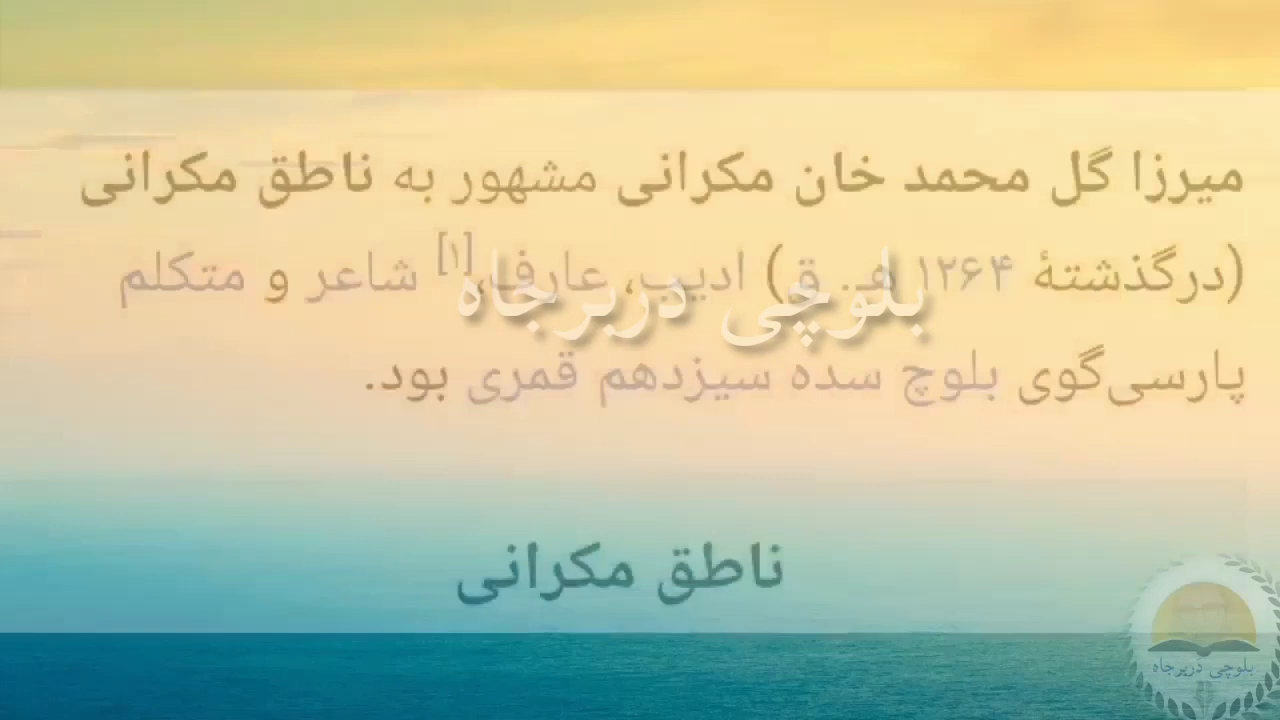 میرزا گل محمد خان مکرانی مشهور به ناطق مکرانی
(درگذشتهٔ ۱۲۶۴ هـ. ق) ادیب، عارف،[۱] شاعر و متکلم
بلوچی دربرجاه
پارسی‌گوی بلوچ سده سیزدهم قمری بود.
ناطق مکرانی
بلوچی دربرجاه